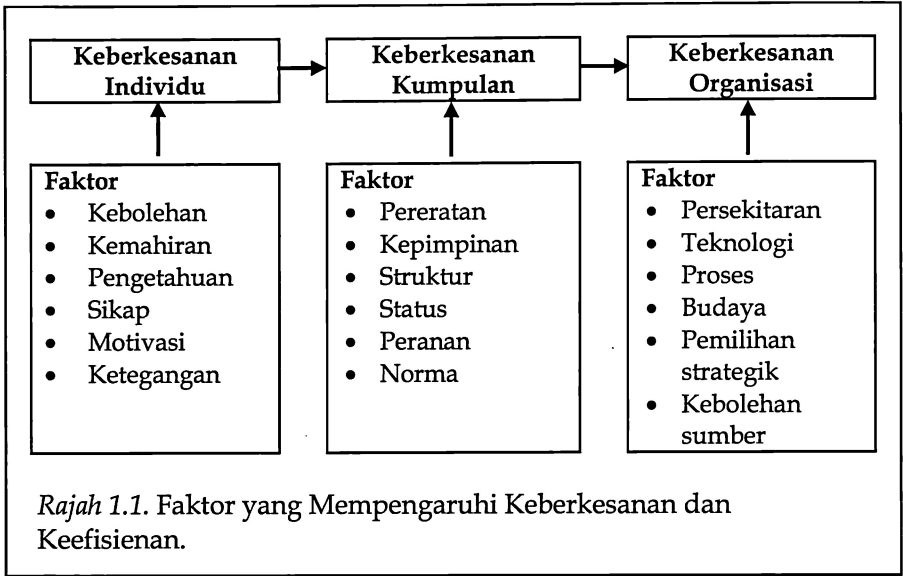 Keberkesanan
Individu
Keberkesanan
Kumpulan
Keberkesanan
Organisasi
Faktor
• Kebolehan
• Kemahiran
• Pengetahuan
• Sikap
• Motivasi
• Ketegangan
Faktor
• Pereratan
• Kepimpinan
• Struktur
• Status
• Peranan
• Norma
Faktor
• Persekitaran
• Teknologi
• Proses
• Budaya
• Pemilihan
strategik
• Kebolehan
sumber
Rajah 1.1. Faktor yang Mempengaruhi Keberkesanan dan
Keefisienan.